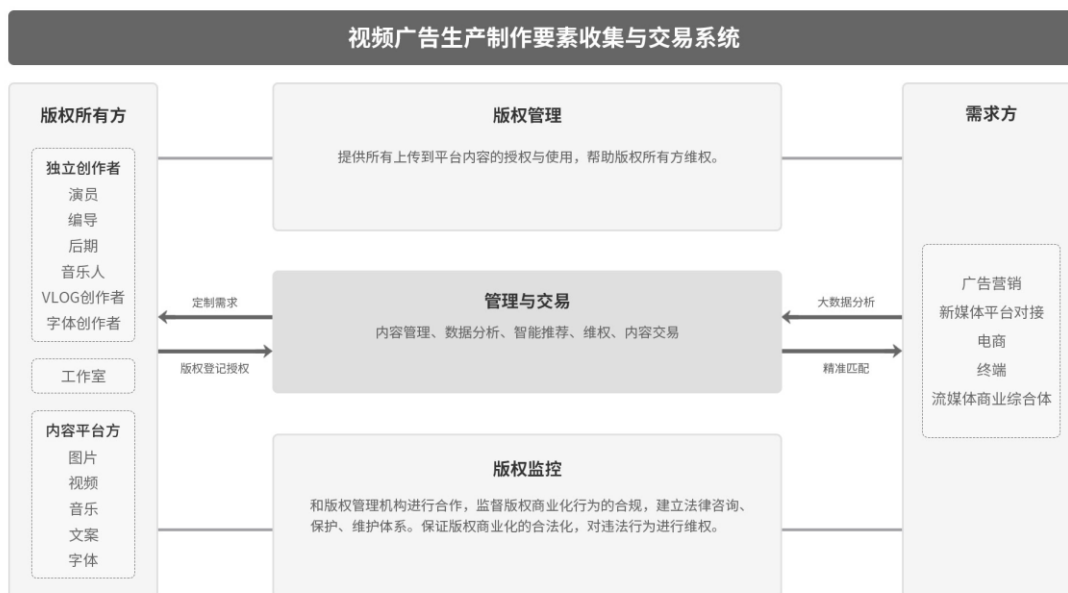 视频广告生产制作要素收集与交易系统
版权所有方
独立创作者
演员
编导
后期
音乐人
VLOG创作者
字体创作者
工作室
内容平台方
图片
视频
音乐
文案
字体
定制需求
版权登记授权
版权管理
提供所有上传到平台内容的授权与使用，帮助版权所有方维权。
管理与交易
内容管理、数据分析、智能推荐、维权、内容交易
版权监控
和版权管理机构进行合作，监督版权商业化行为的合规，建立法律咨询、
保护、维护体系。保证版权商业化的合法化，对违法行为进行维权。
大数据分析
精准匹配
需求方
广告营销
新媒体平台对接
电商
终端
流媒体商业综合体